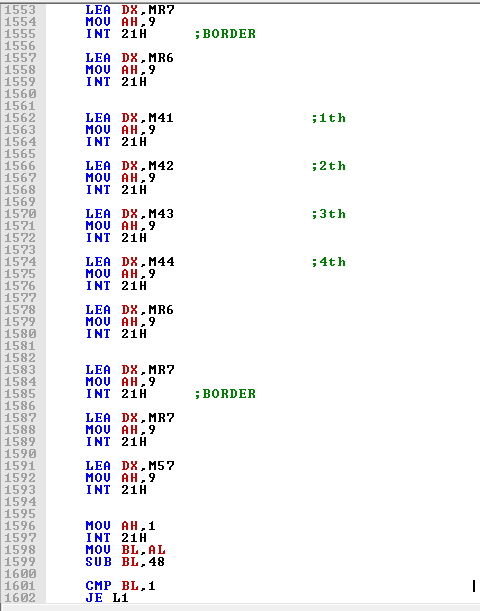 1553 LEA DX,MR7
1554 MOV AH,9
1555 INT 21H ;BORDER
1556
1557 LEA DX,MR6
1558 MOV AH,9
1559 INT 21H
1560
1561
1562 LEA DX,M41 ;1th
1563 MOV AH,9
1564 INT 21H
1565
1566 LEA DX,M42 ;2th
1567 MOV AH,9
1568 INT 21H
1569
1570 LEA DX,M43 ;3th
1571 MOV AH,9
1572 INT 21H
1573
1574 LEA DX,M44 ;4th
1575 MOV AH,9
1576 INT 21H
1577
1578 LEA DX,MR6
1579 MOV AH,9
1580 INT 21H
1581
1582
1583 LEA DX,MR7
1584 MOV AH,9
1585 INT 21H ;BORDER
1586
1587 LEA DX,MR7
1588 MOV AH,9
1589 INT 21H
1590
1591 LEA DX,M57
1592 MOV AH,9
1593 INT 21H
1594
1595
1596 MOV AH,1
1597 INT 21H
1598 MOV BL,AL
1599 SUB BL,48
1600
1601 CMP BL,1
1602 JE L1